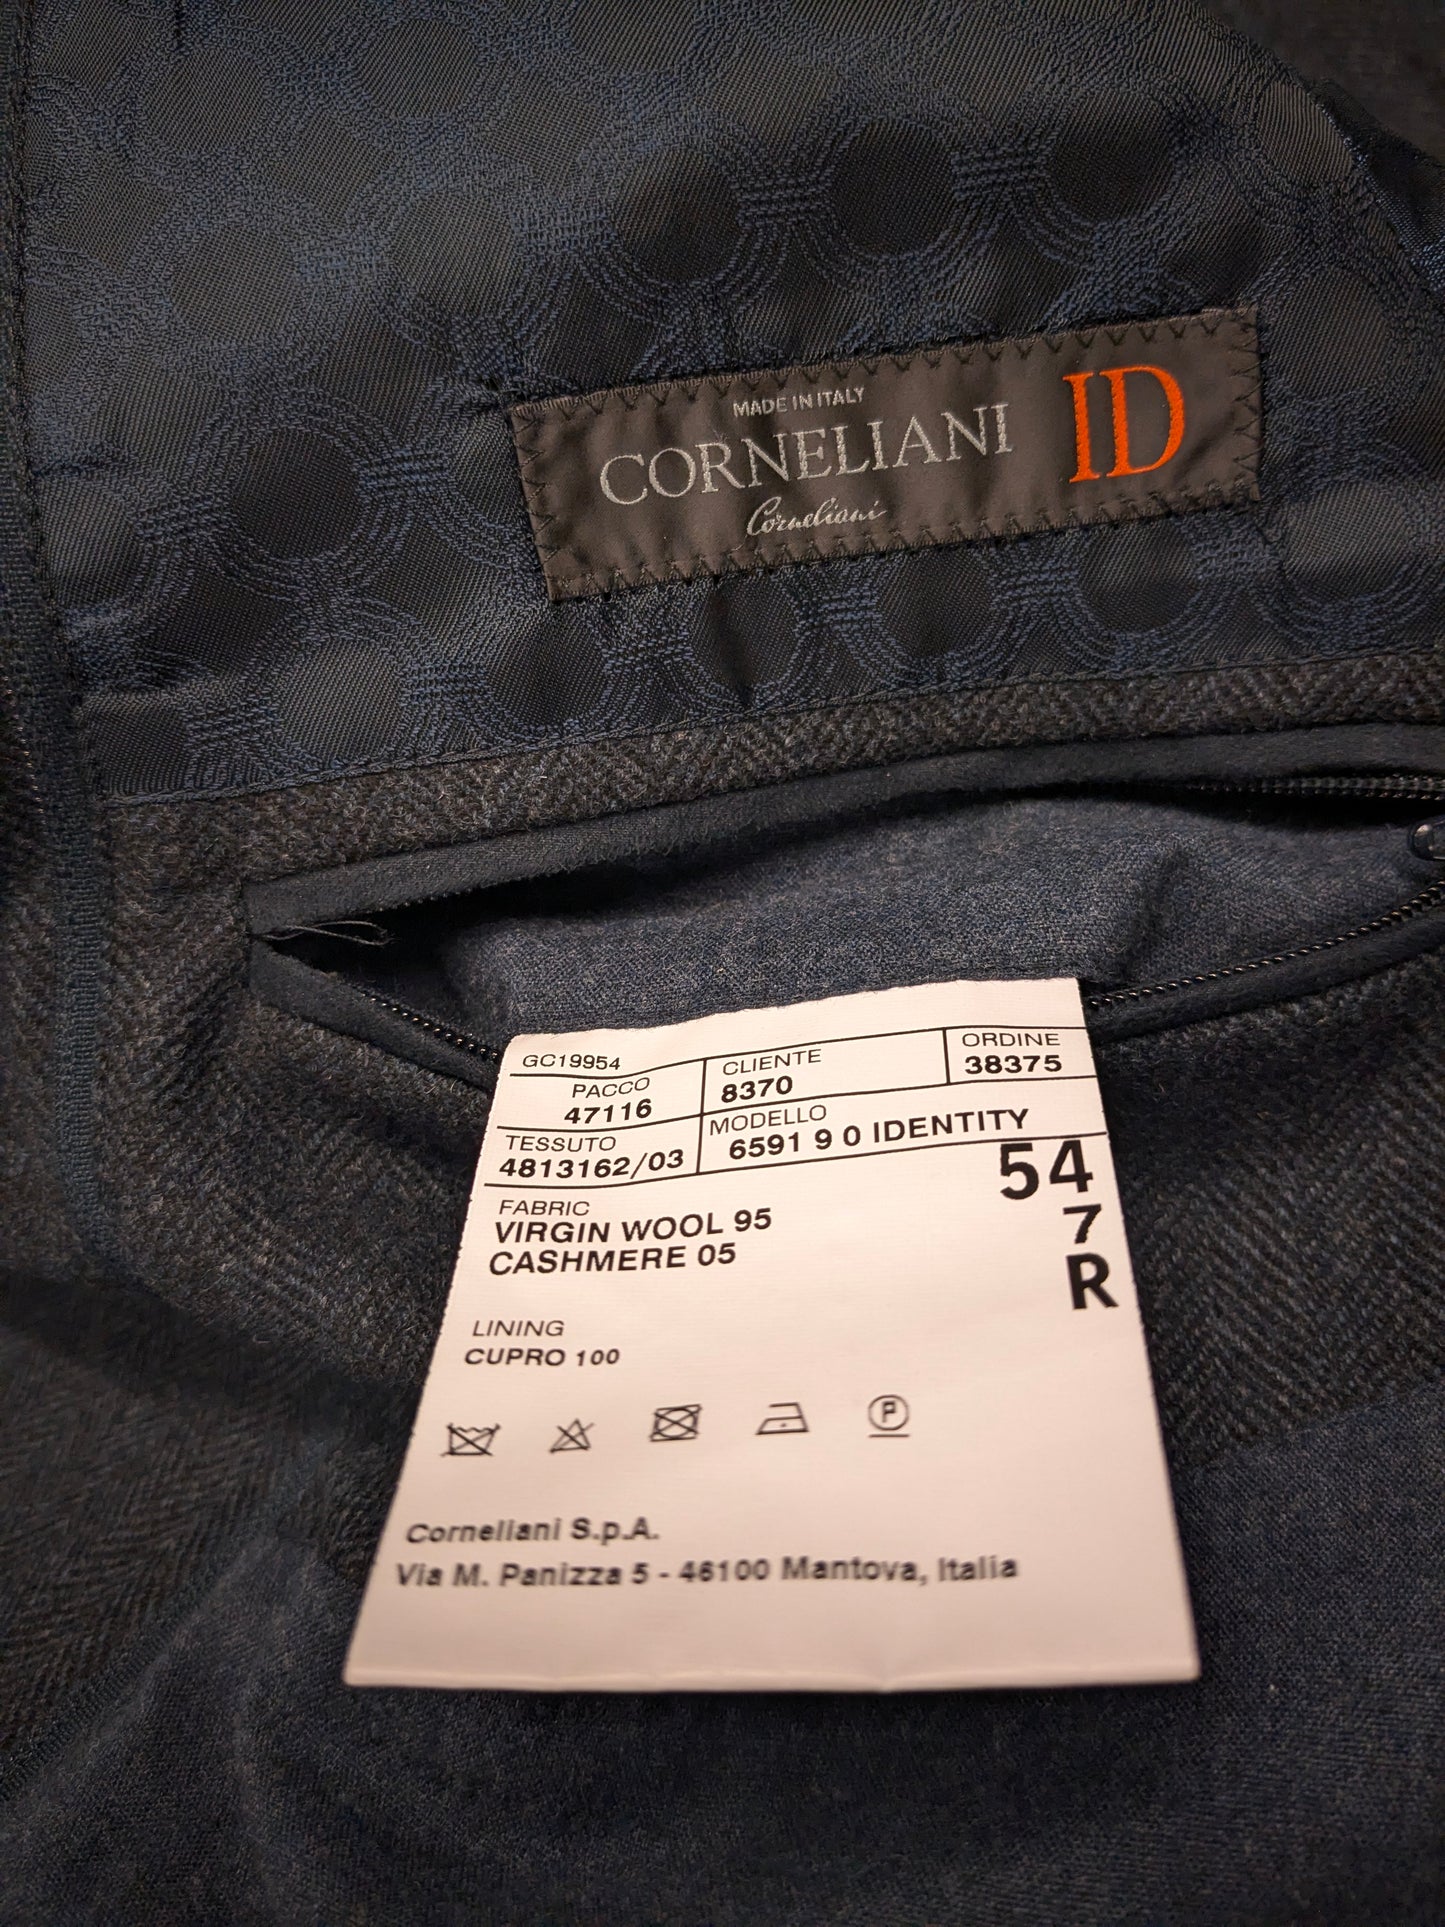 MADE IN ITALY
CORNELIANI ID
Corneliani
GC19954
PACCO
47116
CLIENTE
8370
ORDINE
38375
TESSUTO
4813162/03
MODELLO
6591 9 0 IDENTITY
54
7
R
FABRIC
VIRGIN WOOL 95
CASHMERE 05
LINING
CUPRO 100
P
Corneliani S.p.A.
Via M. Panizza 5 - 46100 Mantova, Italia